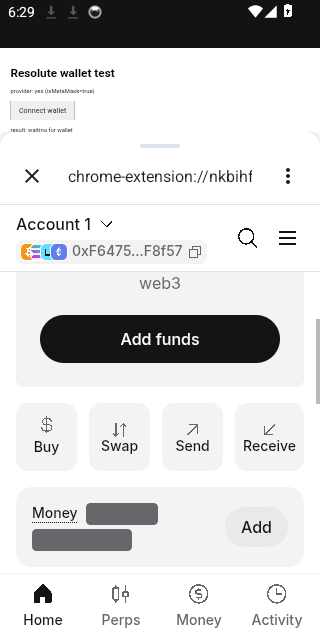 6:29
Resolute wallet test
provider: yes (isMetaMask=true)
Connect wallet
result: waiting for wallet
chrome-extension://nkbihf
Account 1
0xF6475...F8f57
web3
Add funds
Buy
Swap
Send
Receive
Money
Add
Home
Perps
Money
Activity